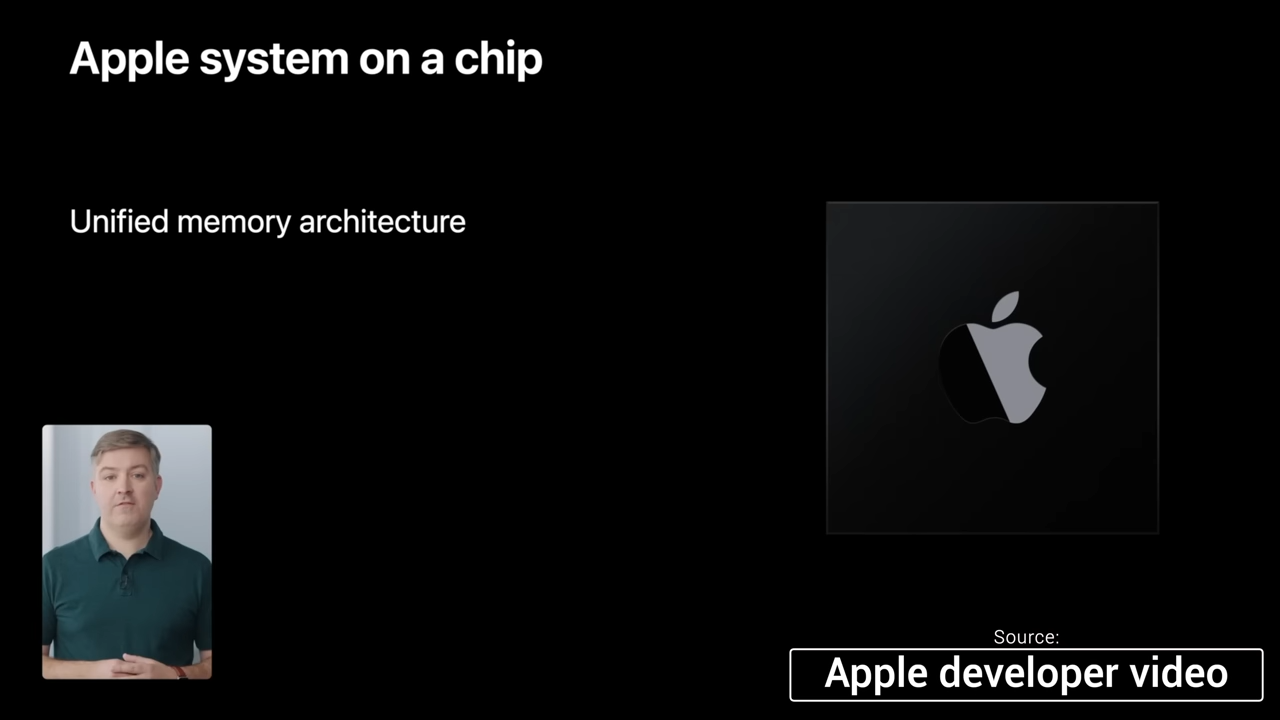 Apple system on a chip
Unified memory architecture
Source:
Apple developer video